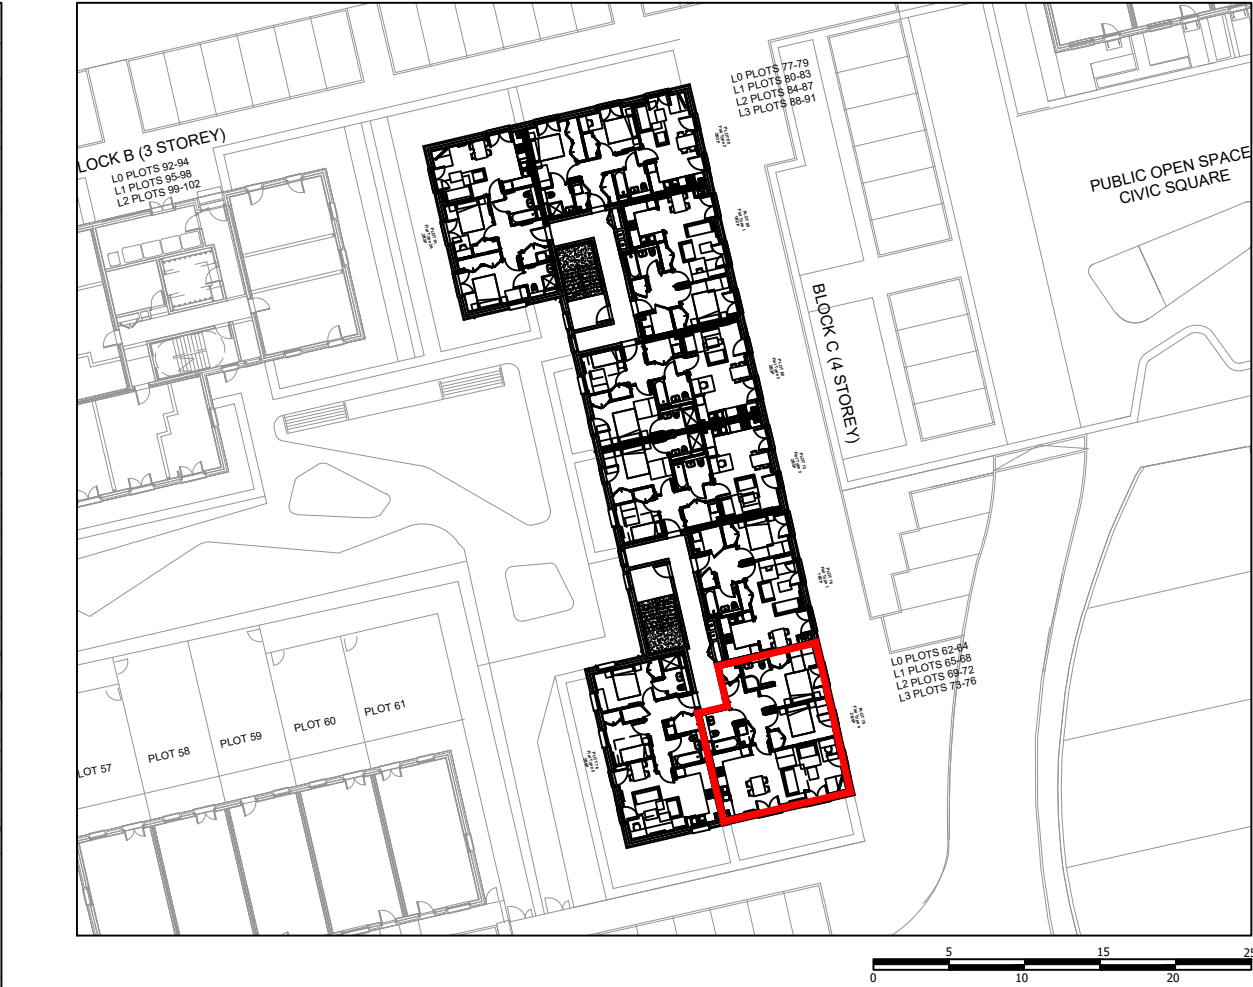 L0 PLOTS 77-79
L1 PLOTS 80-83
L2 PLOTS 84-87
L3 PLOTS 88-91
LOCK B (3 STOREY)
L0 PLOTS 92-94
L1 PLOTS 95-98
L2 PLOTS 99-102
PUBLIC OPEN SPACE
CIVIC SQUARE
BLOCK C (4 STOREY)
L0 PLOTS 62-64
L1 PLOTS 65-68
L2 PLOTS 69-72
L3 PLOTS 73-76
LOT 57
PLOT 58
PLOT 59
PLOT 60
PLOT 61
5 15 25
0 10 20